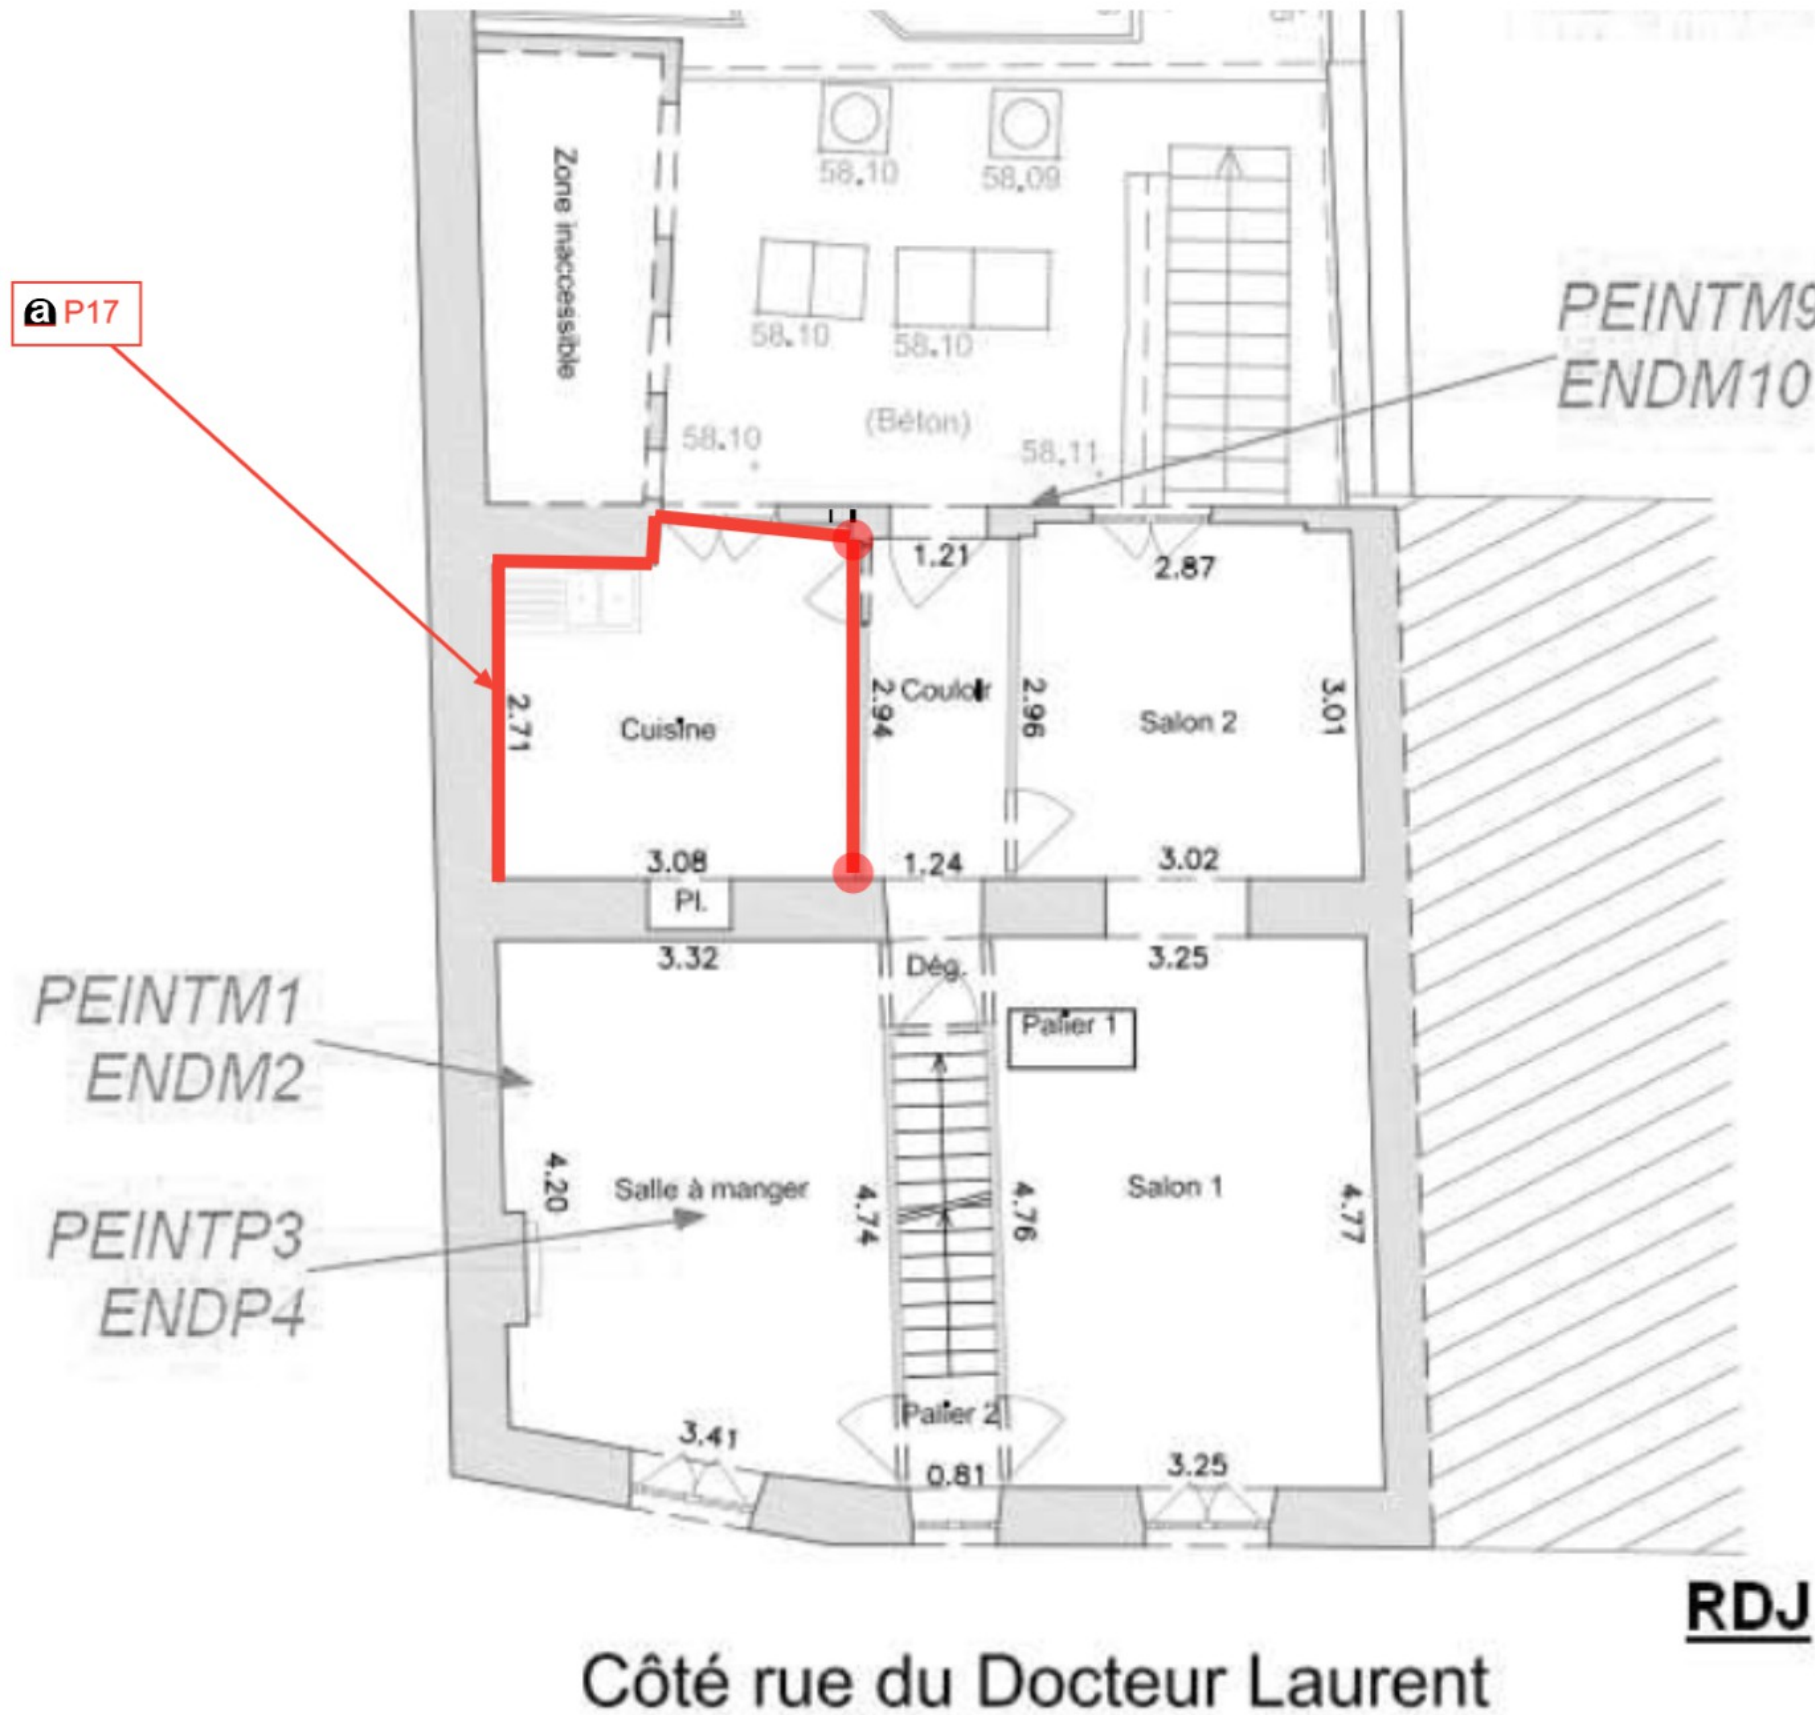 58.10
58.09
Zone inaccessible
PEINTM9
ENDM10
a P17
58.10
58.10
(Béton)
58.10
58.11
1.21
2.87
2.71
Cuisine
2.94
Couloir
2.96
Salon 2
3.01
3.08
1.24
3.02
Pl.
3.32
Dég.
3.25
PEINTM1
ENDM2
Palier 1
4.20
Salle à manger
4.74
4.76
Salon 1
4.77
PEINTP3
ENDP4
Palier 2
3.41
0.81
3.25
RDJ
Côté rue du Docteur Laurent